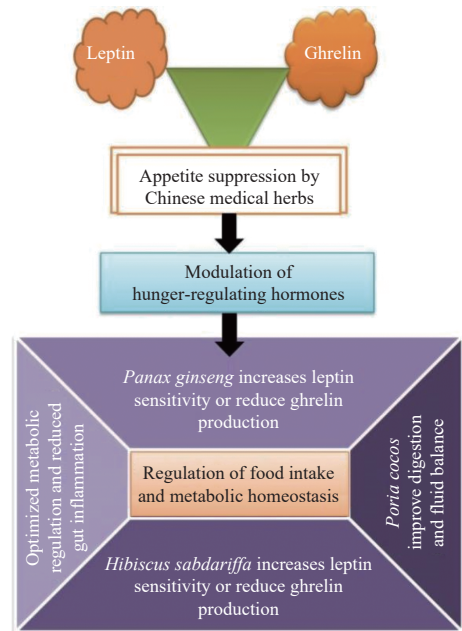 Leptin
Ghrelin
Appetite suppression by
Chinese medical herbs
Modulation of
hunger-regulating hormones
Panax ginseng increases leptin
sensitivity or reduce ghrelin
production
Optimized metabolic
regulation and reduced
gut inflammation
Regulation of food intake
and metabolic homeostasis
Poria cocos
improve digestion
and fluid balance
Hibiscus sabdariffa increases leptin
sensitivity or reduce ghrelin
production